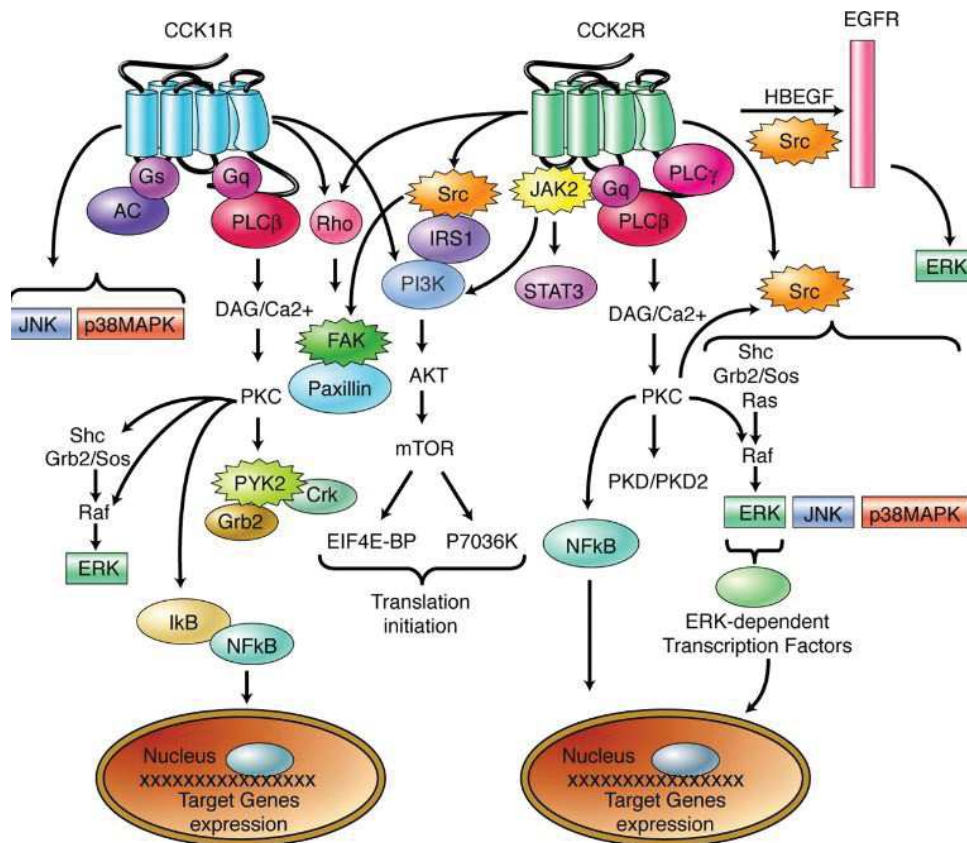 CCK1R
CCK2R
EGFR
HBEGF
Src
Gs
Gq
AC
PLCβ
Rho
Src
JAK2
Gq
PLCγ
IRS1
PLCβ
PI3K
STAT3
ERK
JNK
p38MAPK
DAG/Ca2+
DAG/Ca2+
Src
FAK
Paxillin
AKT
PKC
PKC
Shc
Grb2/Sos
Ras
Shc
Grb2/Sos
mTOR
Raf
PYK2
Crk
Grb2
PKD/PKD2
Raf
ERK
EIF4E-BP
P7036K
NFkB
ERK
JNK
p38MAPK
Translation
initiation
IkB
NFkB
ERK-dependent
Transcription Factors
Nucleus
XXXXXXXXXXXXXXXX
Target Genes
expression
Nucleus
XXXXXXXXXXXXXXX
Target Genes
expression